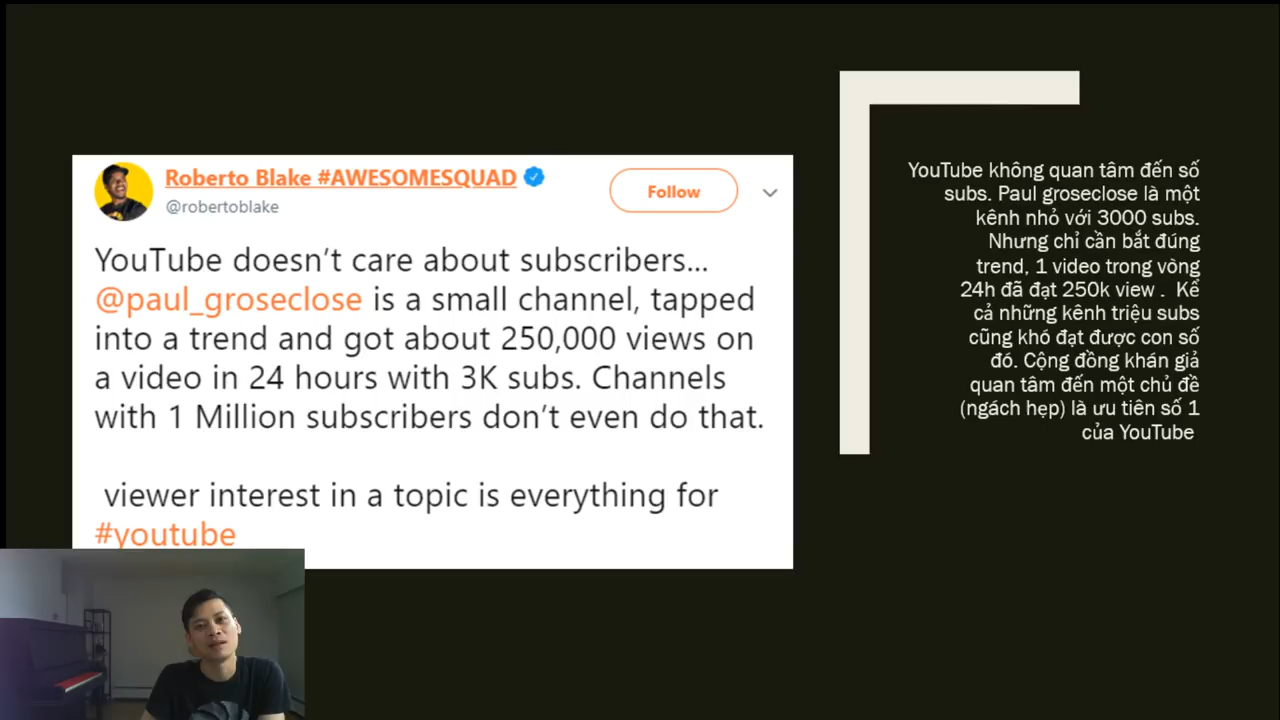 Roberto Blake #AWESOMESQUAD
@robertoblake
Follow
YouTube doesn't care about subscribers...
@paul_groseclose is a small channel, tapped
into a trend and got about 250,000 views on
a video in 24 hours with 3K subs. Channels
with 1 Million subscribers don't even do that.
viewer interest in a topic is everything for
#youtube
YouTube không quan tâm đến số
subs. Paul groseclose là một
kênh nhỏ với 3000 subs.
Nhưng chỉ cần bắt đúng
trend, 1 video trong vòng
24h đã đạt 250k view . Kể
cả những kênh triệu subs
cũng khó đạt được con số
đó. Cộng đồng khán giả
quan tâm đến một chủ đề
(ngách hẹp) là ưu tiên số 1
của YouTube